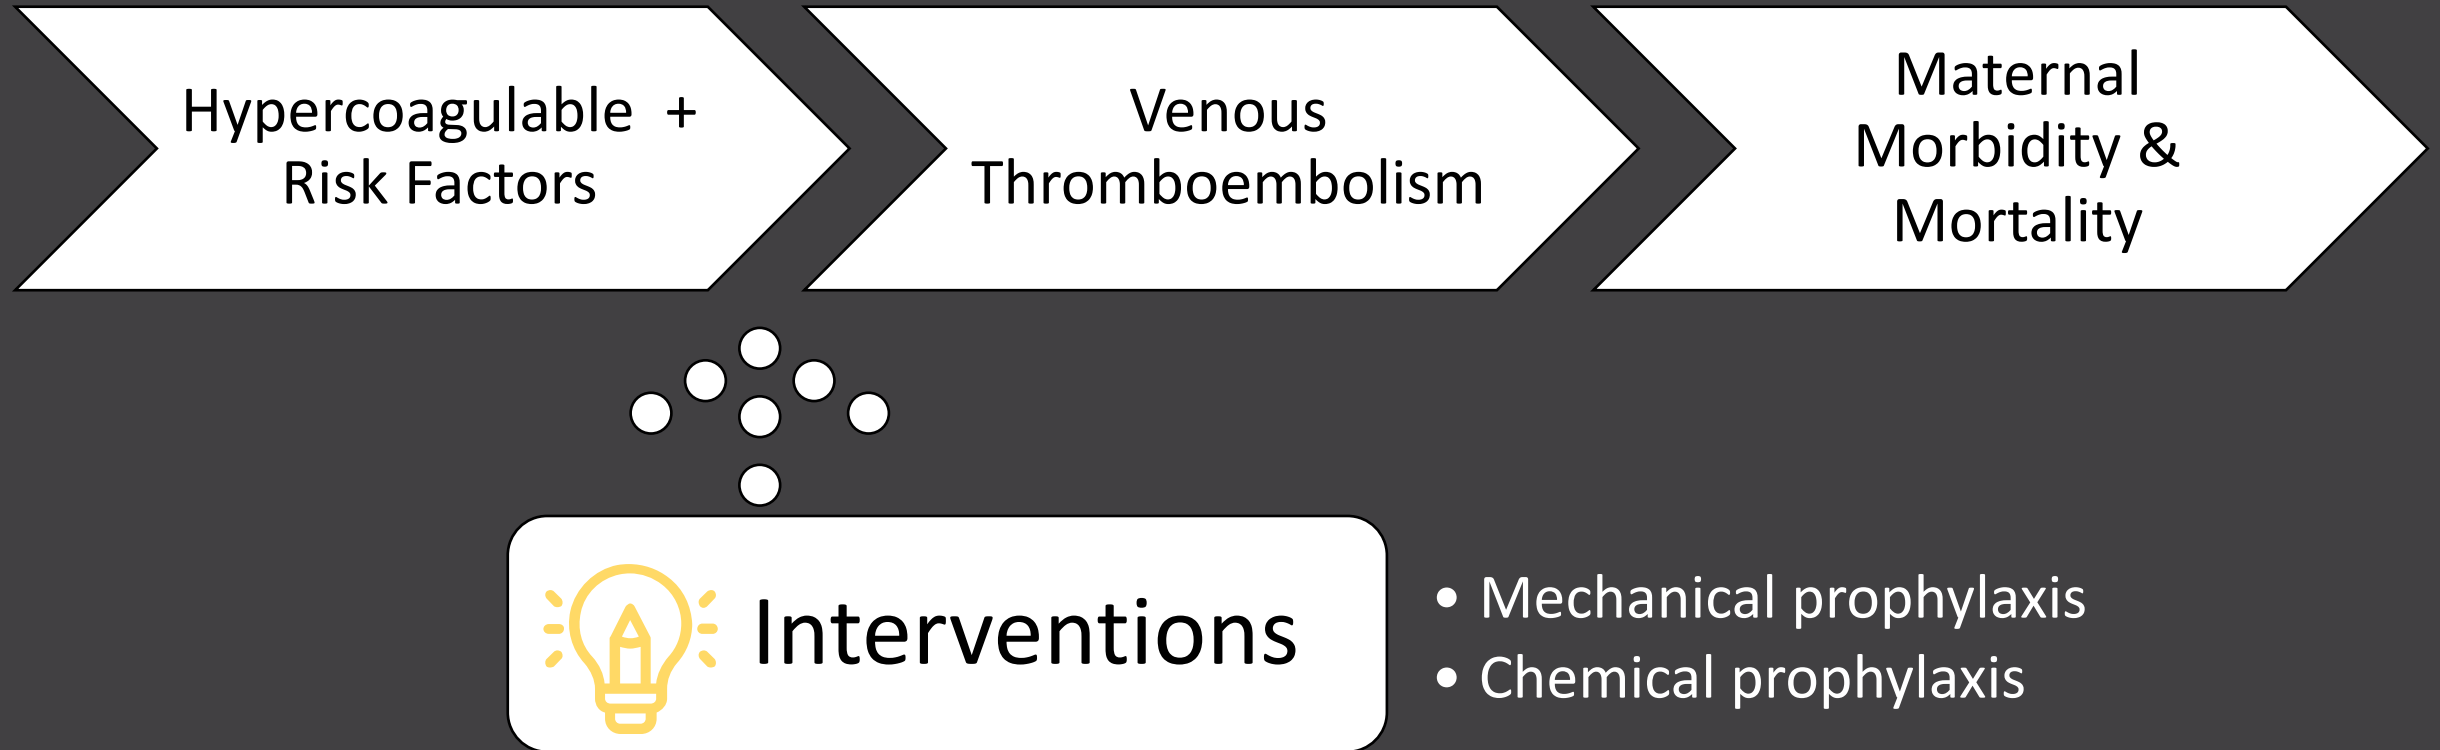 Hypercoagulable +
Risk Factors
Venous
Thromboembolism
Maternal
Morbidity &
Mortality
Interventions
• Mechanical prophylaxis
• Chemical prophylaxis